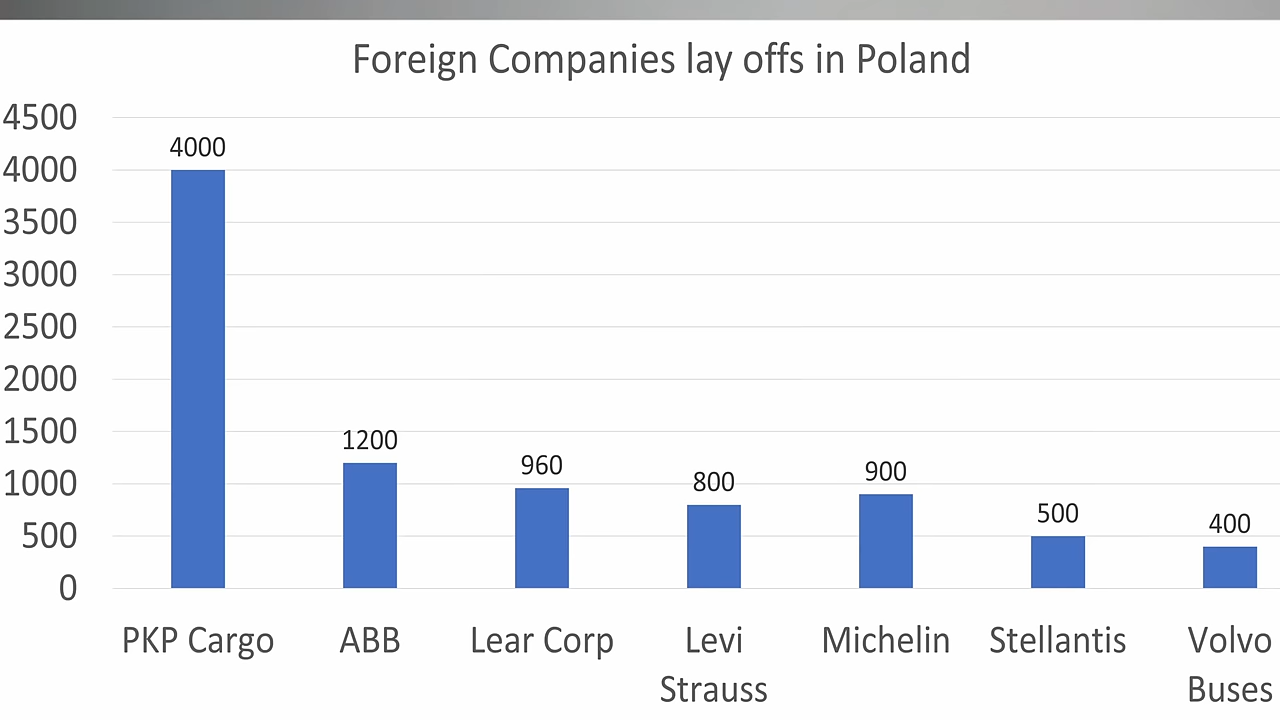 Foreign Companies lay offs in Poland
4500
4000
3500
3000
2500
2000
1500
1000
500
0
4000
1200
960
800
900
500
400
PKP Cargo
ABB
Lear Corp
Levi
Strauss
Michelin
Stellantis
Volvo
Buses